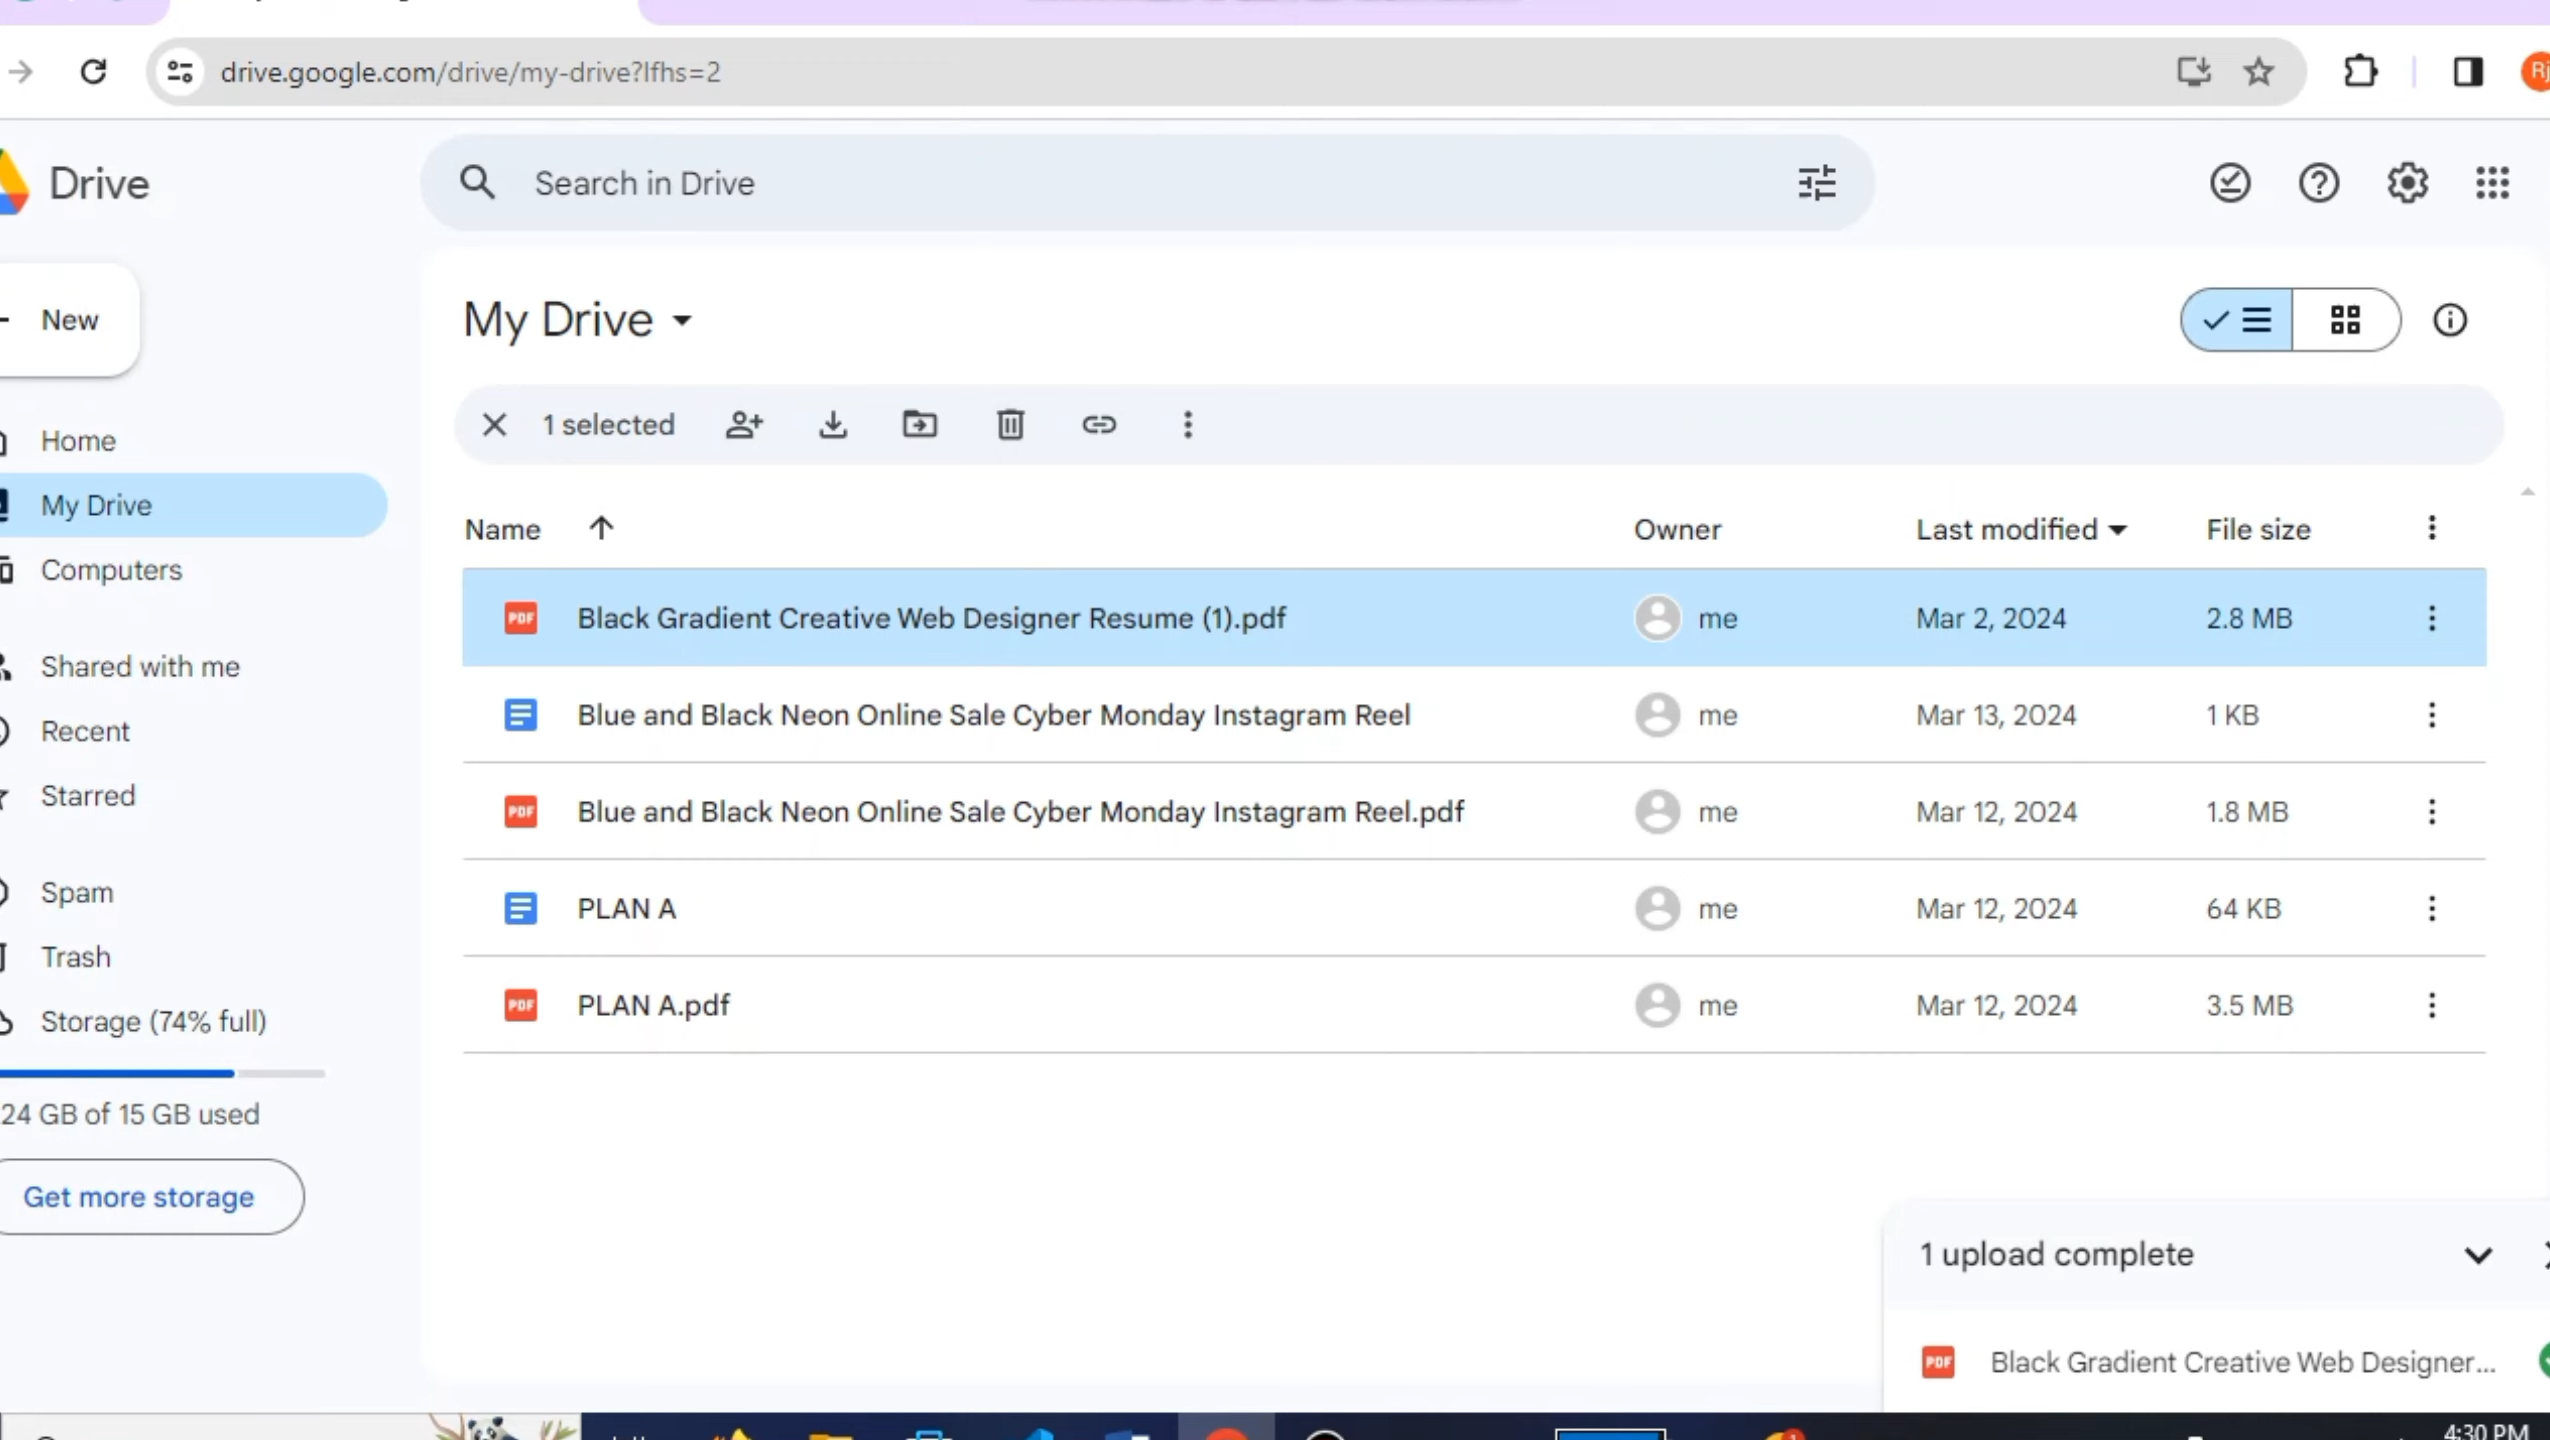 drive.google.com/drive/my-drive?lfhs=2
Rj
Drive
Search in Drive
New
My Drive
1 selected
Home
My Drive
Computers
Shared with me
Recent
Starred
Spam
Trash
Storage (74% full)
24 GB of 15 GB used
Get more storage
Name Owner Last modified File size
PDF Black Gradient Creative Web Designer Resume (1).pdf me Mar 2, 2024 2.8 MB
Blue and Black Neon Online Sale Cyber Monday Instagram Reel me Mar 13, 2024 1 KB
PDF Blue and Black Neon Online Sale Cyber Monday Instagram Reel.pdf me Mar 12, 2024 1.8 MB
PLAN A me Mar 12, 2024 64 KB
PDF PLAN A.pdf me Mar 12, 2024 3.5 MB
1 upload complete
PDF Black Gradient Creative Web Designer...
4:30 PM